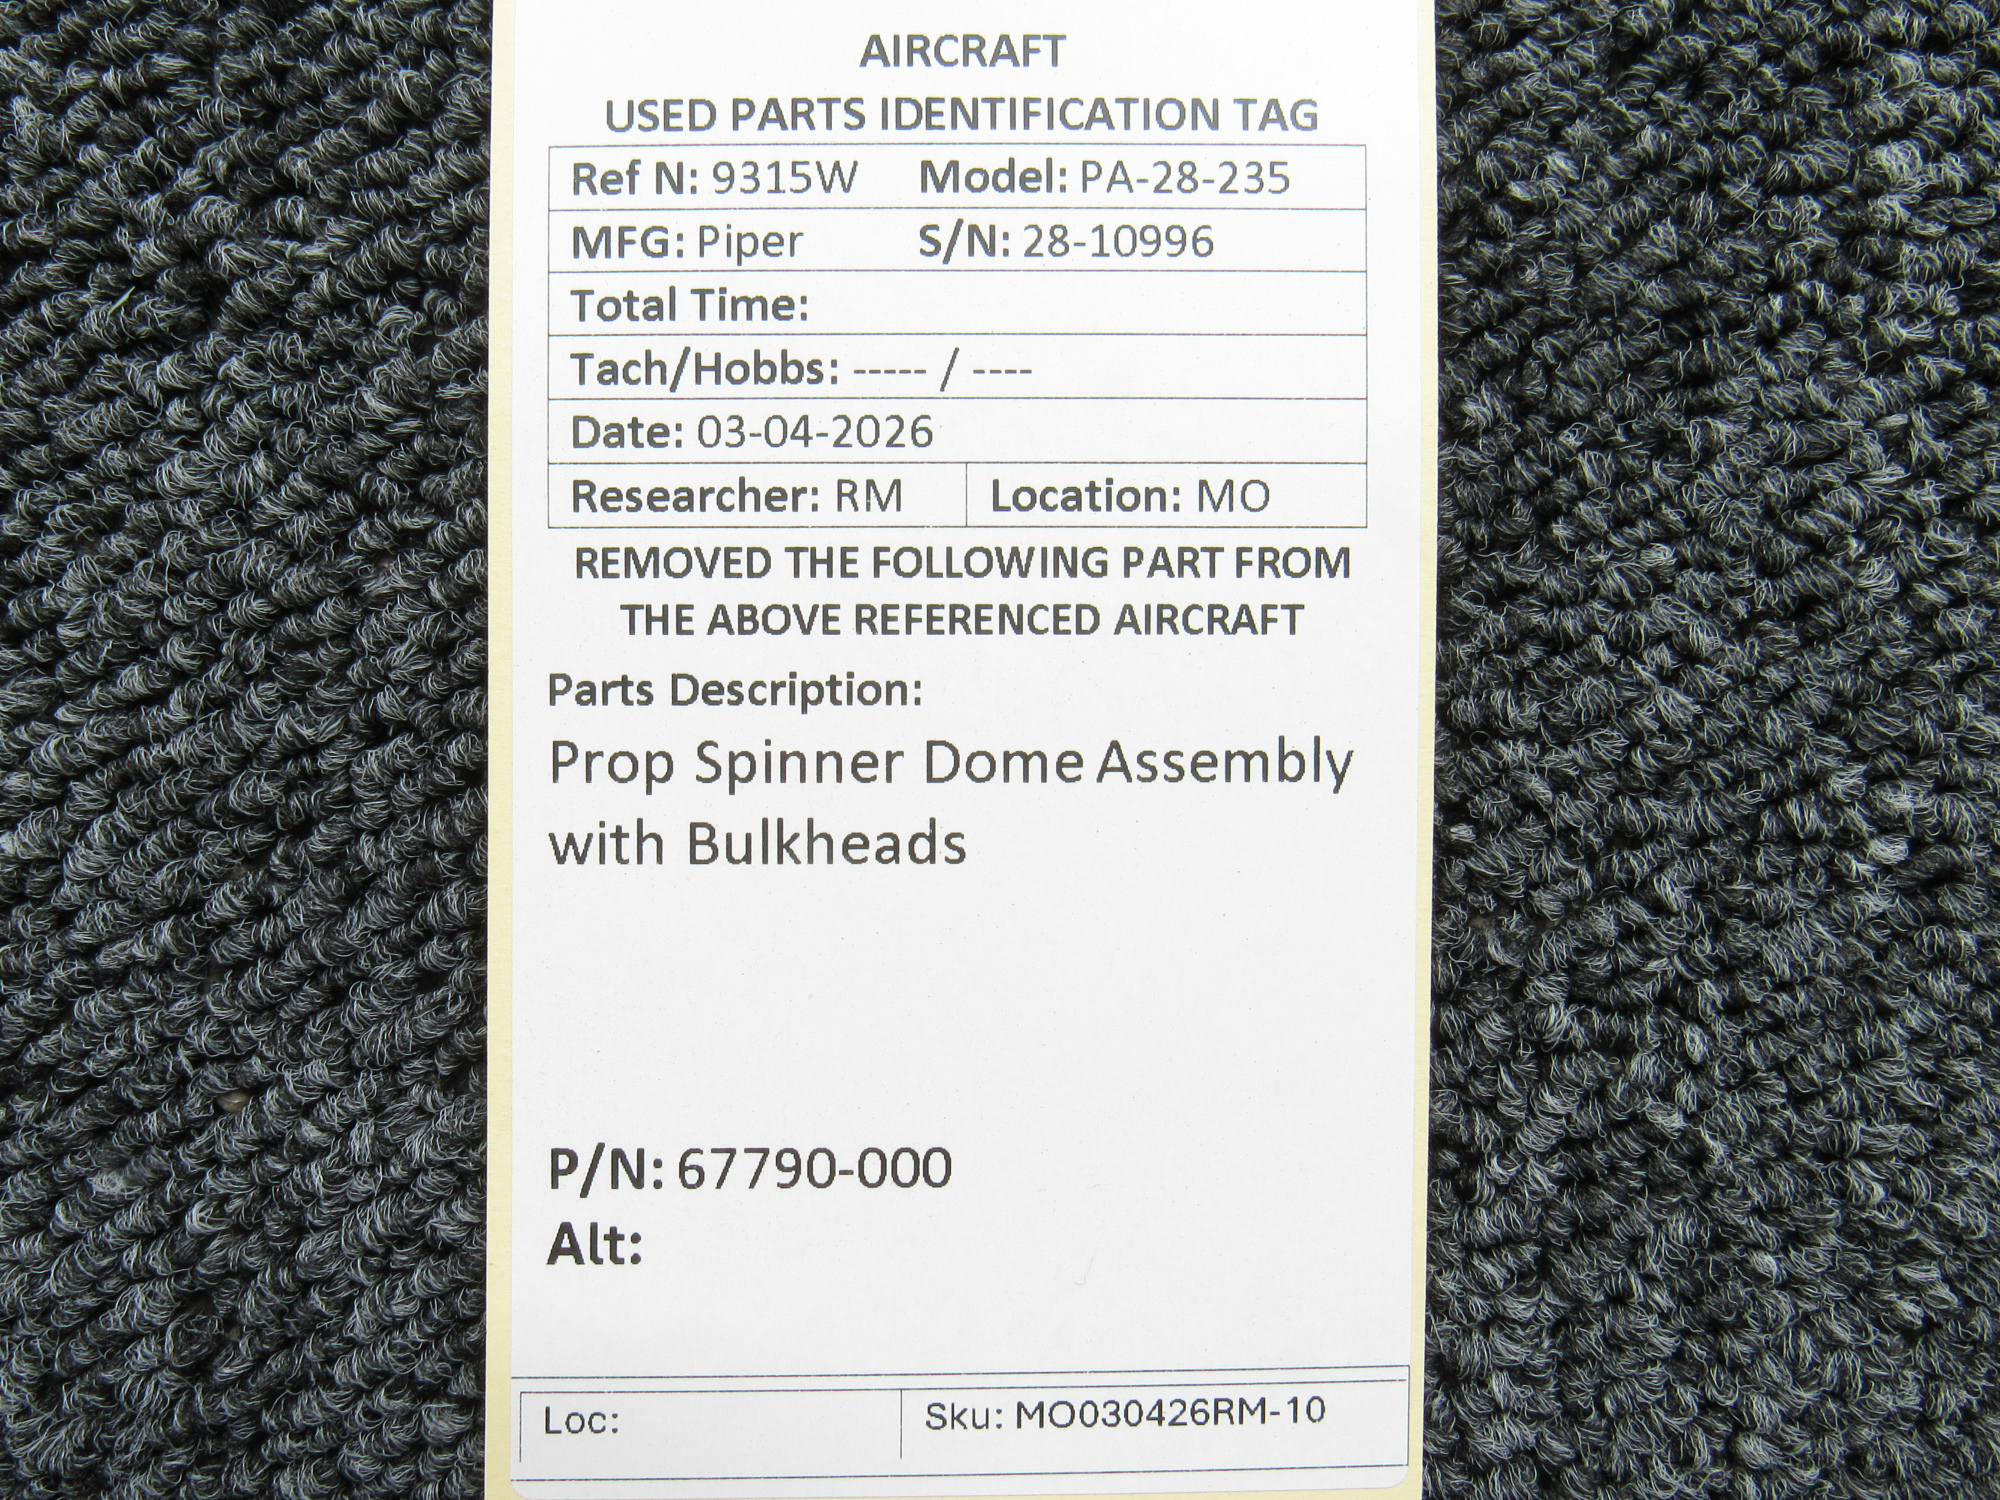 AIRCRAFT
USED PARTS IDENTIFICATION TAG
Ref N: 9315W Model: PA-28-235
MFG: Piper S/N: 28-10996
Total Time:
Tach/Hobbs: ----- / ----
Date: 03-04-2026
Researcher: RM Location: MO
REMOVED THE FOLLOWING PART FROM
THE ABOVE REFERENCED AIRCRAFT
Parts Description:
Prop Spinner Dome Assembly
with Bulkheads
P/N: 67790-000
Alt:
Loc: Sku: MO030426RM-10